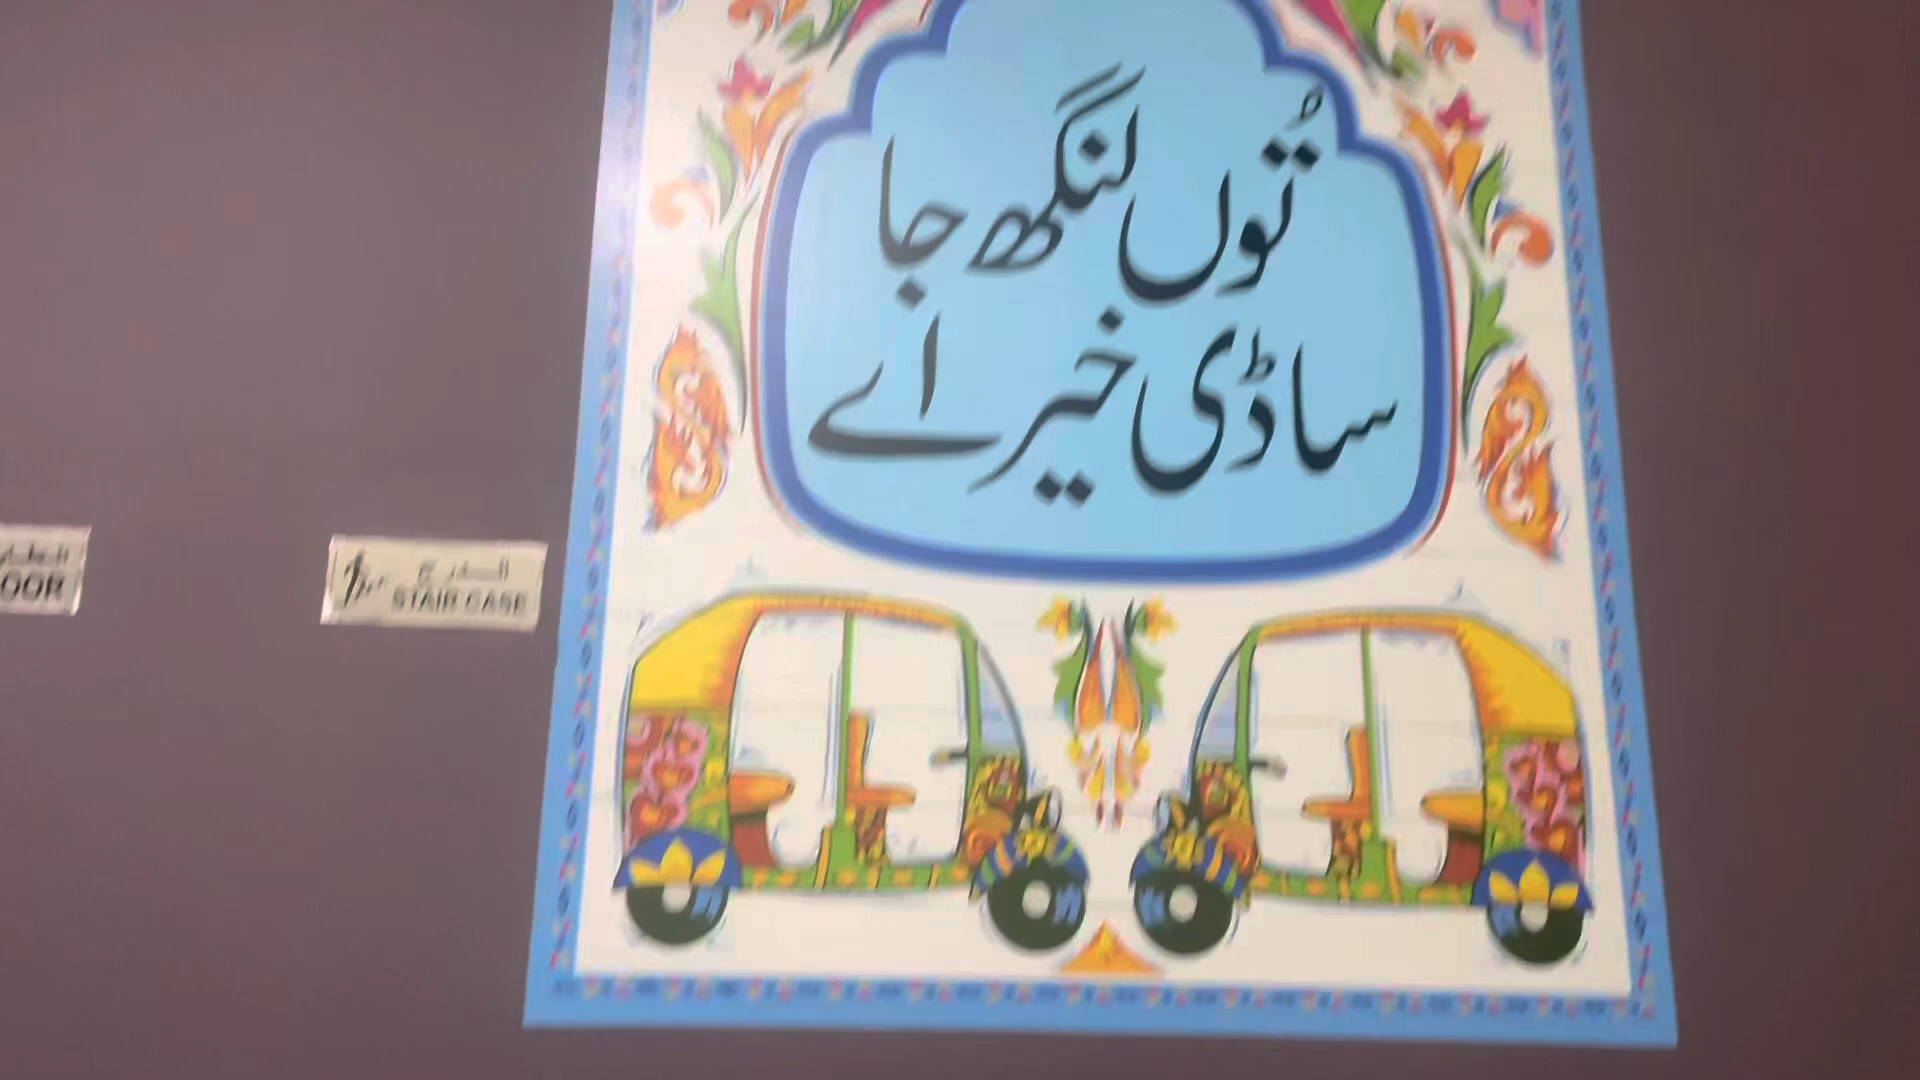 تُوں لنگھ جا
ساڈی خیر اے
OOR
STAIR CASE